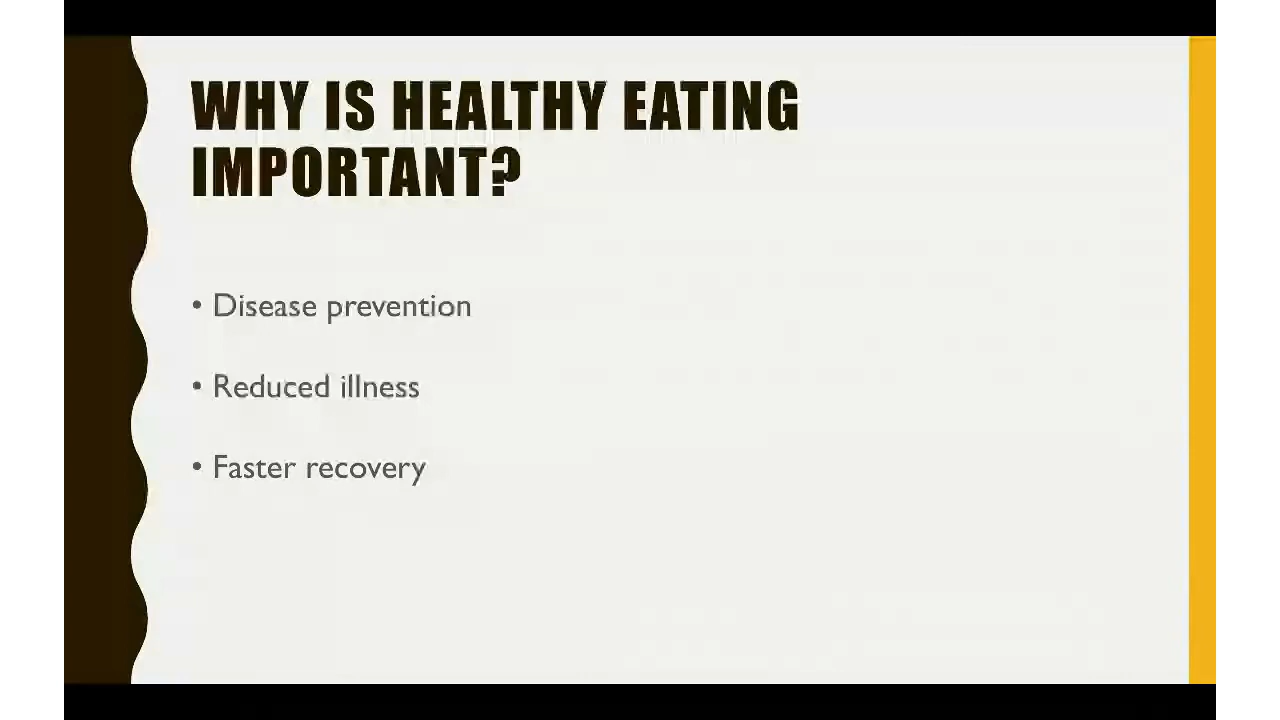 WHY IS HEALTHY EATING
IMPORTANT?
• Disease prevention
• Reduced illness
• Faster recovery